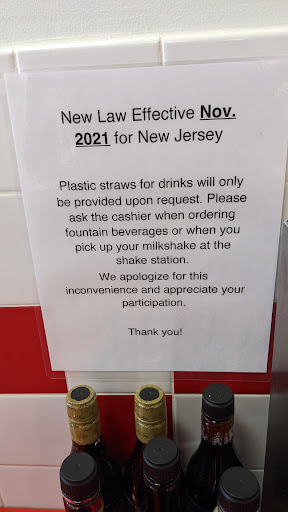 New Law Effective Nov.
2021 for New Jersey
Plastic straws for drinks will only
be provided upon request. Please
ask the cashier when ordering
fountain beverages or when you
pick up your milkshake at the
shake station.
We apologize for this
inconvenience and appreciate your
participation.
Thank you!